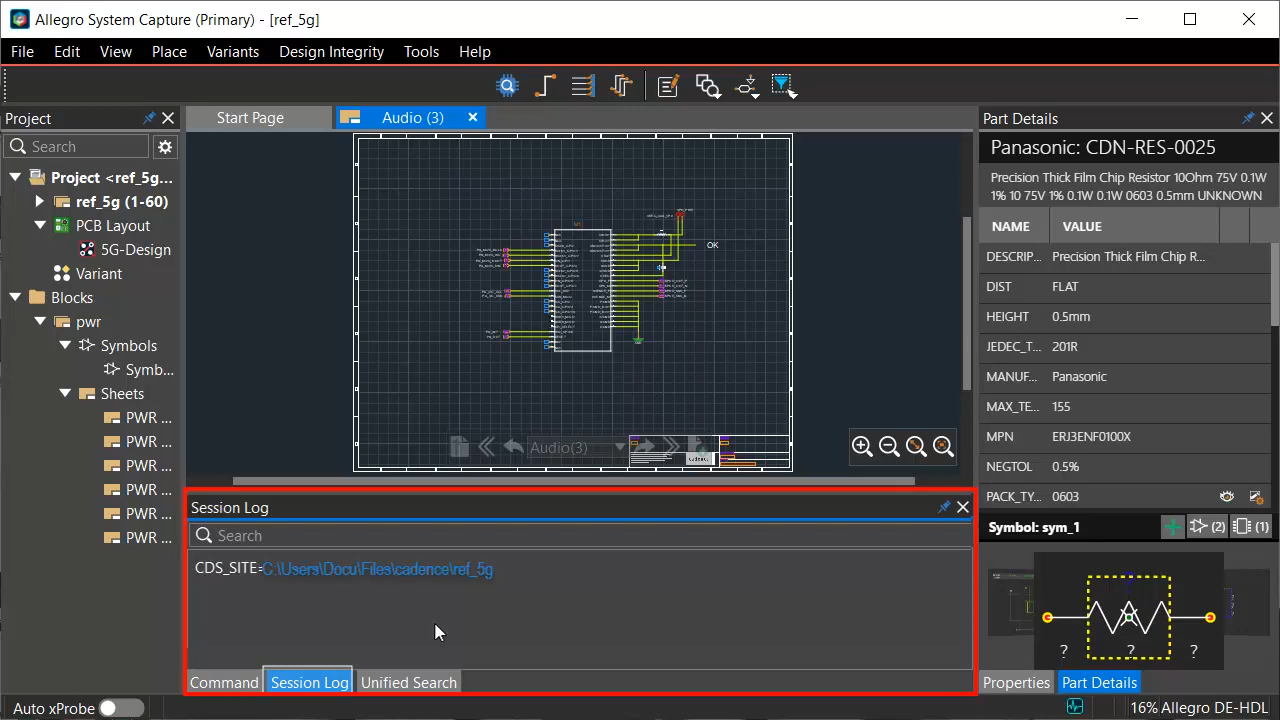 Allegro System Capture (Primary) - [ref_5g]
File Edit View Place Variants Design Integrity Tools Help
Project
Search
Project <ref_5g...
ref_5g (1-60)
PCB Layout
5G-Design
Variant
Blocks
pwr
Symbols
Symb...
Sheets
PWR ...
PWR ...
PWR ...
PWR ...
PWR ...
PWR ...
Start Page
Audio (3)
OK
Audio(3)
cadence
Session Log
Search
CDS_SITE=C:\Users\Docu\Files\cadence\ref_5g
Command Session Log Unified Search
Part Details
Panasonic: CDN-RES-0025
Precision Thick Film Chip Resistor 10Ohm 75V 0.1W
1% 10 75V 1% 0.1W 0.1W 0603 0.5mm UNKNOWN
NAME VALUE
DESCRIP... Precision Thick Film Chip R...
DIST FLAT
HEIGHT 0.5mm
JEDEC_T... 201R
MANUF... Panasonic
MAX_TE... 155
MPN ERJ3ENF0100X
NEGTOL 0.5%
PACK_TY... 0603
Symbol: sym_1 (2) (1)
? ? ?
Properties Part Details
Auto xProbe
16% Allegro DE-HDL